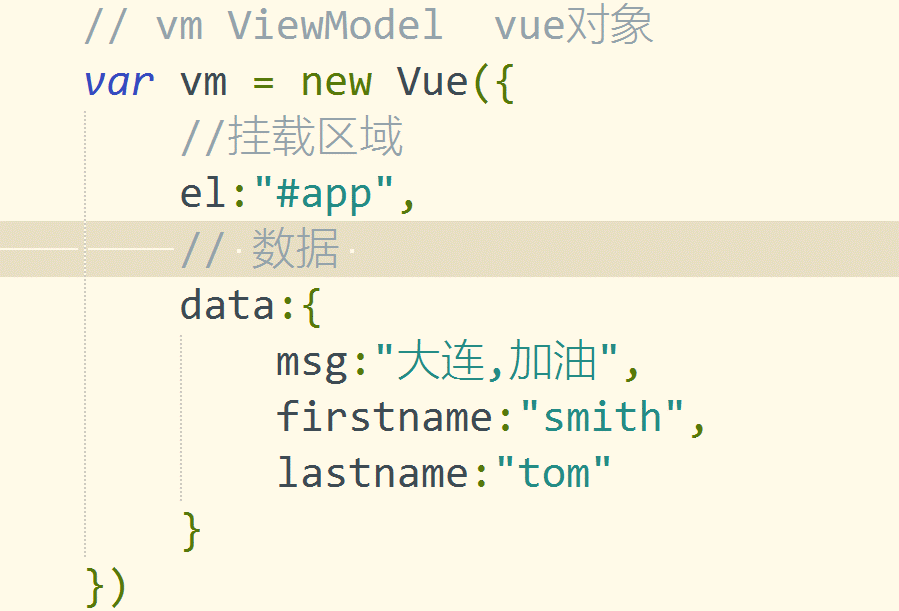 // vm ViewModel  vue对象
var vm = new Vue({
//挂载区域
el:"#app",
// 数据
data:{
msg:"大连,加油",
firstname:"smith",
lastname:"tom"
}
})